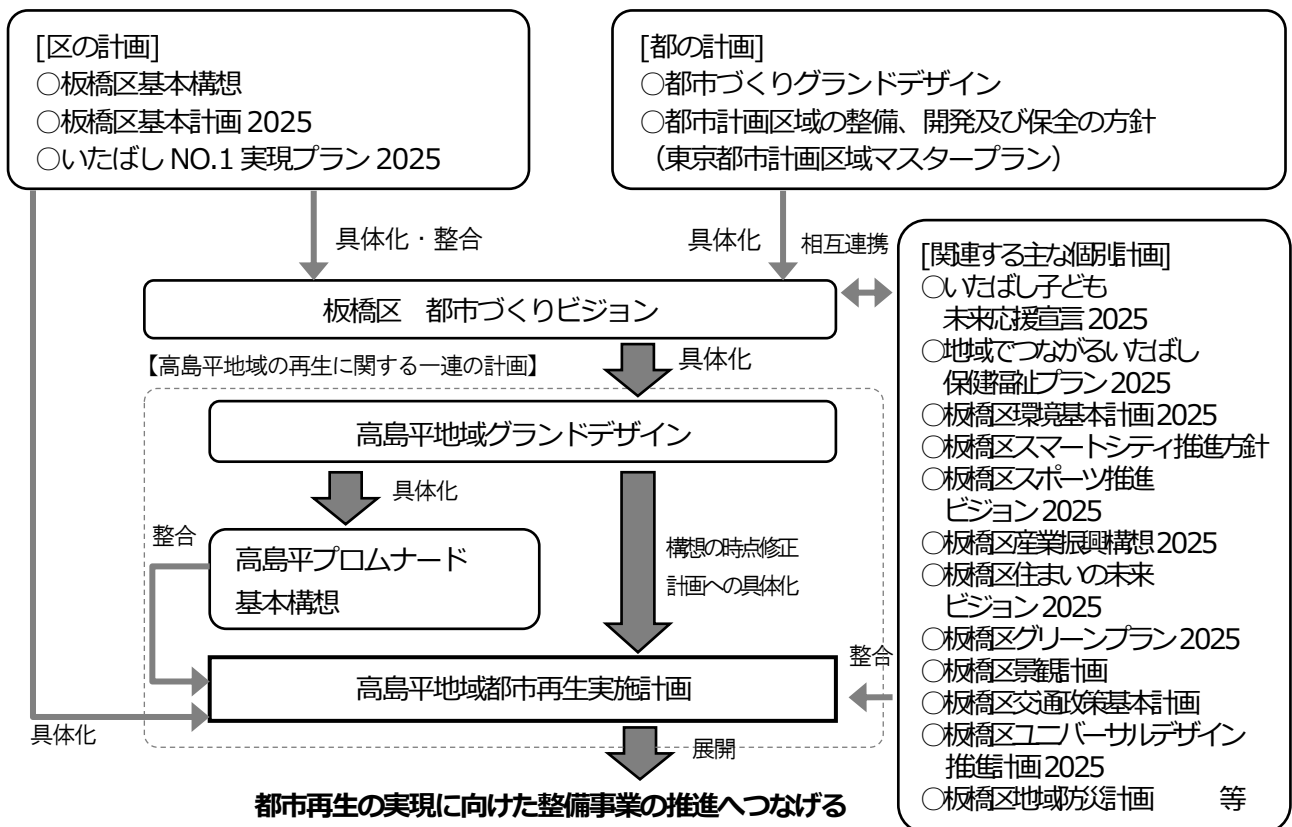 [区の計画]
○板橋区基本構想
○板橋区基本計画 2025
○いたばし NO.1 実現プラン 2025
[都の計画]
○都市づくりグランドデザイン
○都市計画区域の整備、開発及び保全の方針
（東京都市計画区域マスタープラン）
具体化・整合
具体化
相互連携
板橋区　都市づくりビジョン
【高島平地域の再生に関する一連の計画】
具体化
高島平地域グランドデザイン
具体化
整合
高島平プロムナード
基本構想
構想の時点修正
計画への具体化
高島平地域都市再生実施計画
整合
具体化
展開
都市再生の実現に向けた整備事業の推進へつなげる
[関連する主な個別計画]
○いたばし子ども
未来応援宣言 2025
○地域でつながるいたばし
保健福祉プラン 2025
○板橋区環境基本計画 2025
○板橋区スマートシティ推進方針
○板橋区スポーツ推進
ビジョン 2025
○板橋区産業振興構想 2025
○板橋区住まいの未来
ビジョン 2025
○板橋区グリーンプラン 2025
○板橋区景観計画
○板橋区交通政策基本計画
○板橋区ユニバーサルデザイン
推進計画 2025
○板橋区地域防災計画　　等